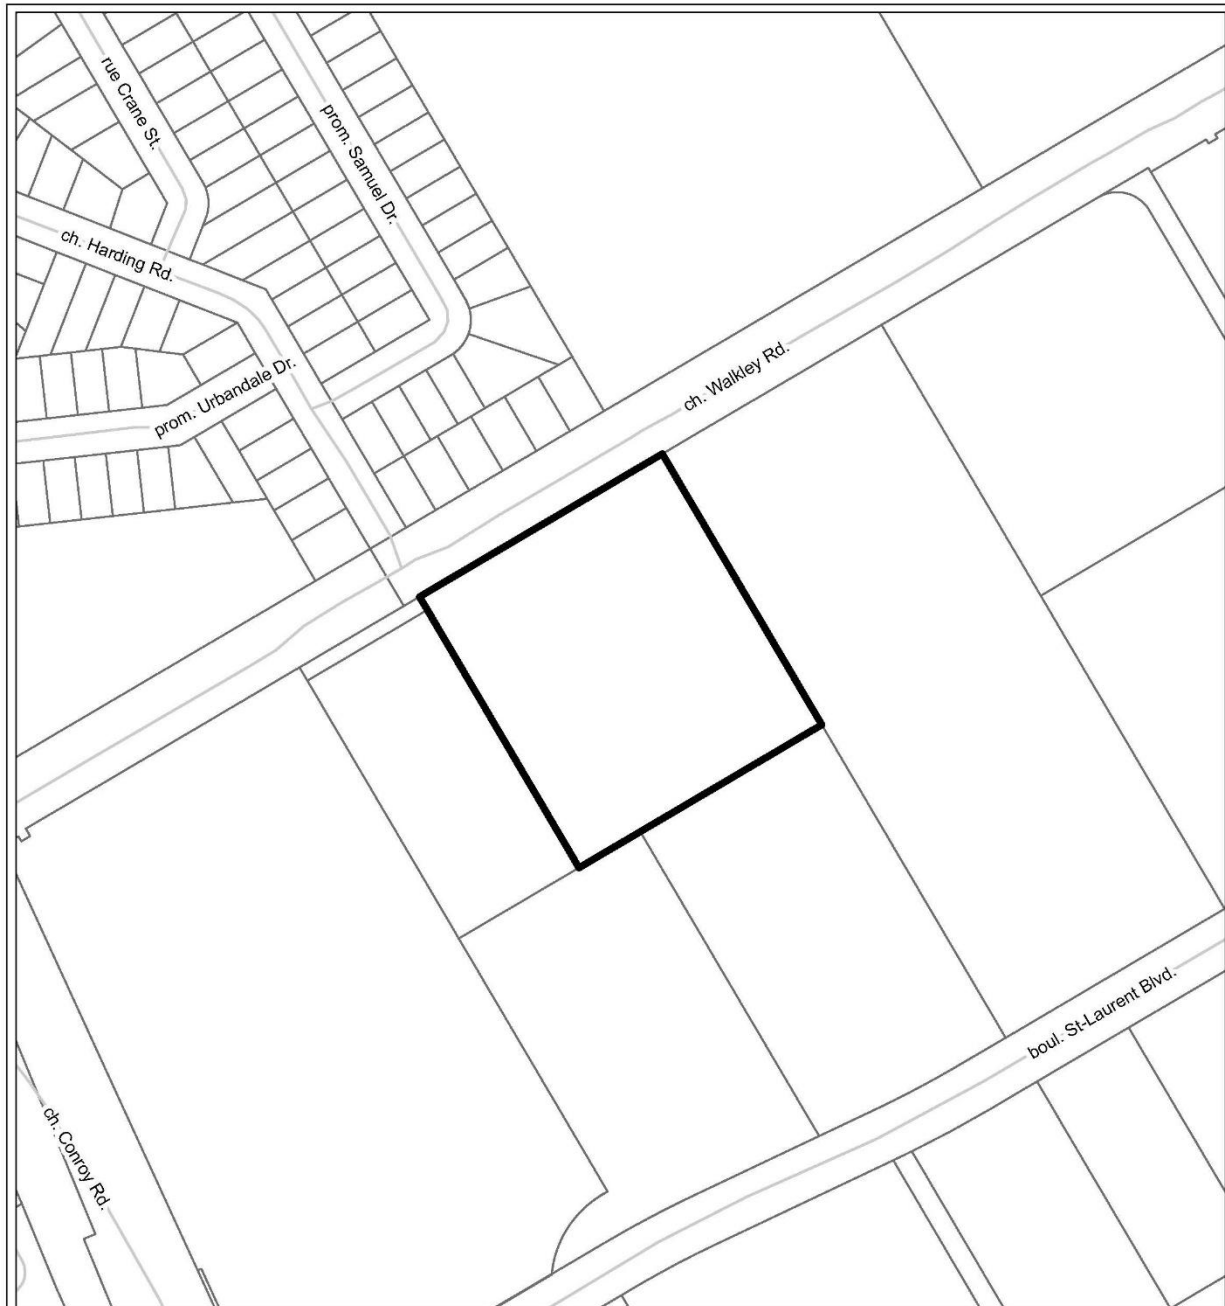 rue Crane St.
prom. Samuel Dr.
ch. Harding Rd.
prom. Urbandale Dr.
ch. Walkley Rd.
boul. St-Laurent Blvd.
ch. Conroy Rd.